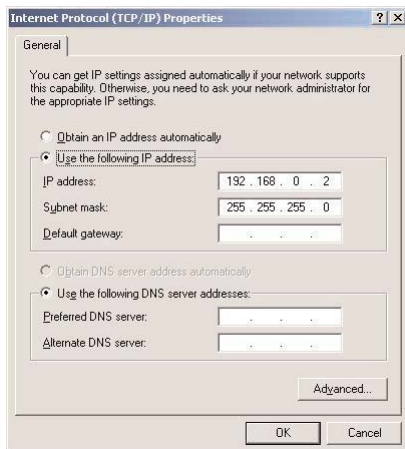 Internet Protocol (TCP/IP) Properties
General
You can get IP settings assigned automatically if your network supports
this capability. Otherwise, you need to ask your network administrator for
the appropriate IP settings.
Obtain an IP address automatically
Use the following IP address:
IP address: 192 . 168 . 0 . 2
Subnet mask: 255 . 255 . 255 . 0
Default gateway: . . .
Obtain DNS server address automatically
Use the following DNS server addresses:
Preferred DNS server: . . .
Alternate DNS server: . . .
Advanced...
OK Cancel